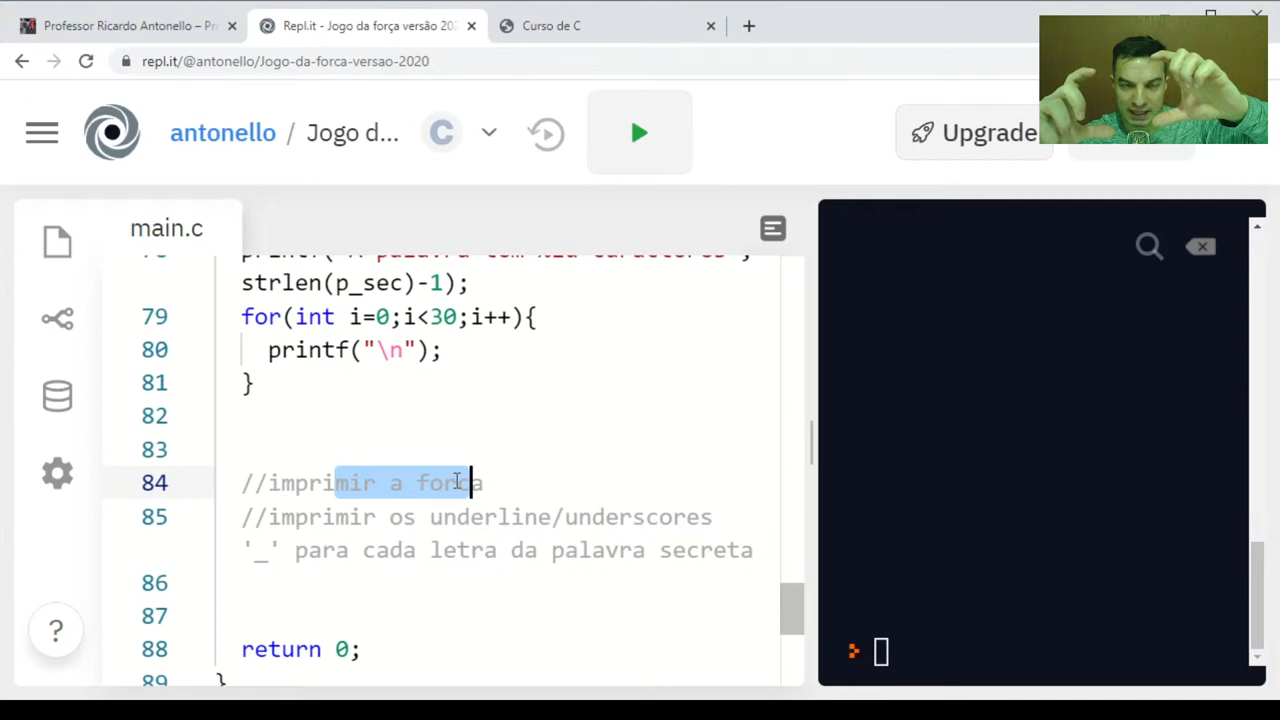 Professor Ricardo Antonello – Pr
Repl.it - Jogo da força versão 202
Curso de C
repl.it/@antonello/Jogo-da-forca-versao-2020
antonello / Jogo d...
C
Upgrade
main.c
strlen(p_sec)-1);
79 for(int i=0;i<30;i++){
80 printf("\n");
81 }
82
83
84 //imprimir a forca
85 //imprimir os underline/underscores
'_' para cada letra da palavra secreta
86
87
88 return 0;
89 }
?